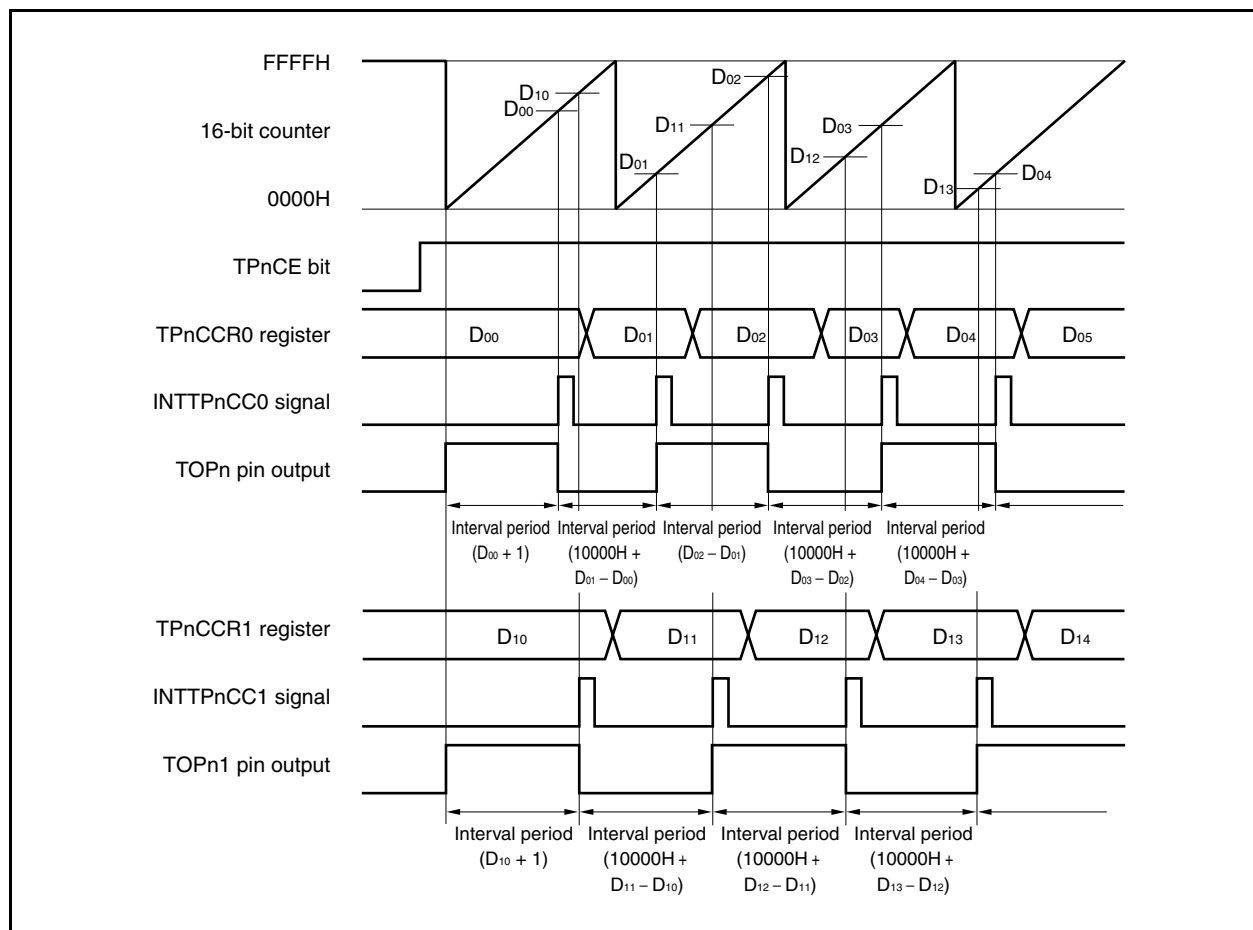 FFFFH
D10
D00
D02
16-bit counter
D11
D03
D01
D12
D13
D04
0000H
TPnCE bit
TPnCCR0 register
D00
D01
D02
D03
D04
D05
INTTPnCC0 signal
TOPn pin output
Interval period
(D00 + 1)
Interval period
(10000H +
D01 – D00)
Interval period
(D02 – D01)
Interval period
(10000H +
D03 – D02)
Interval period
(10000H +
D04 – D03)
TPnCCR1 register
D10
D11
D12
D13
D14
INTTPnCC1 signal
TOPn1 pin output
Interval period
(D10 + 1)
Interval period
(10000H +
D11 – D10)
Interval period
(10000H +
D12 – D11)
Interval period
(10000H +
D13 – D12)